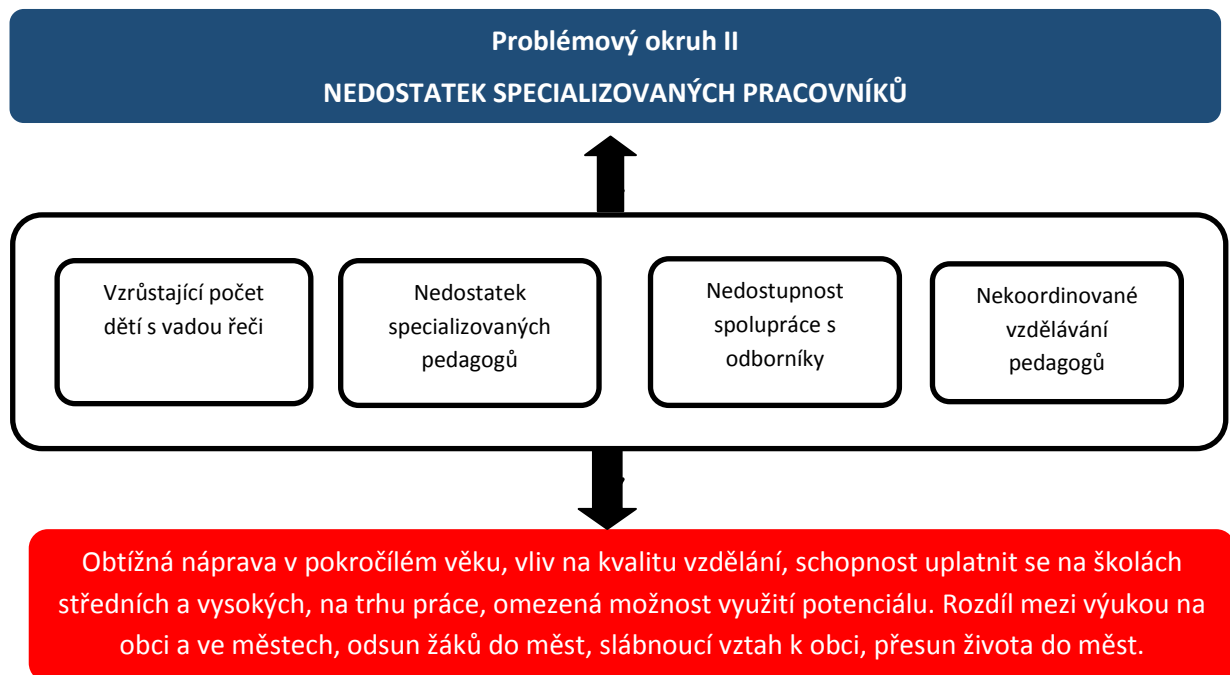 Problémový okruh II
NEDOSTATEK SPECIALIZOVANÝCH PRACOVNÍKŮ
Vzrůstající počet
dětí s vadou řeči
Nedostatek
specializovaných
pedagogů
Nedostupnost
spolupráce s
odborníky
Nekoordinované
vzdělávání
pedagogů
Obtížná náprava v pokročílém věku, vliv na kvalitu vzdělání, schopnost uplatnit se na školách
středních a vysokých, na trhu práce, omezená možnost využití potenciálu. Rozdíl mezi výukou na
obci a ve městech, odsun žáků do měst, slábnoucí vztah k obci, přesun života do měst.